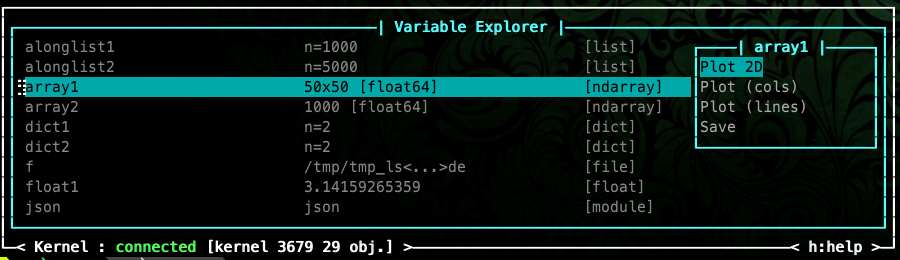 Variable Explorer
alonglist1 n=1000 [list]
alonglist2 n=5000 [list]
array1 50x50 [float64] [ndarray]
array2 1000 [float64] [ndarray]
dict1 n=2 [dict]
dict2 n=2 [dict]
f /tmp/tmp_ls<...>de [file]
float1 3.14159265359 [float]
json json [module]
array1
Plot 2D
Plot (cols)
Plot (lines)
Save
< Kernel : connected [kernel 3679 29 obj.] > < h:help >